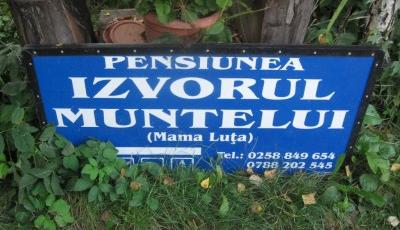 PENSIUNEA
IZVORUL
MUNTELUI
(Mama Luța)
Tel.: 0258 849 654
0788 202 545